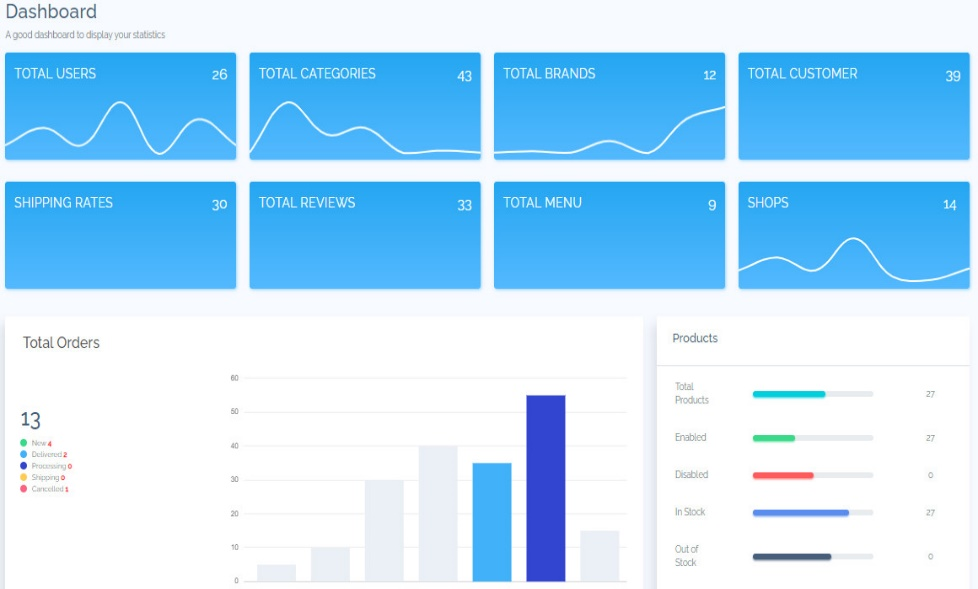 Dashboard
A good dashboard to display your statistics
TOTAL USERS 26
TOTAL CATEGORIES 43
TOTAL BRANDS 12
TOTAL CUSTOMER 39
SHIPPING RATES 30
TOTAL REVIEWS 33
TOTAL MENU 9
SHOPS 14
Total Orders
13
New 4
Delivered 2
Processing 0
Shipping 0
Cancelled 1
60
50
40
30
20
10
0
Products
Total
Products 27
Enabled 27
Disabled 0
In Stock 27
Out of
Stock 0